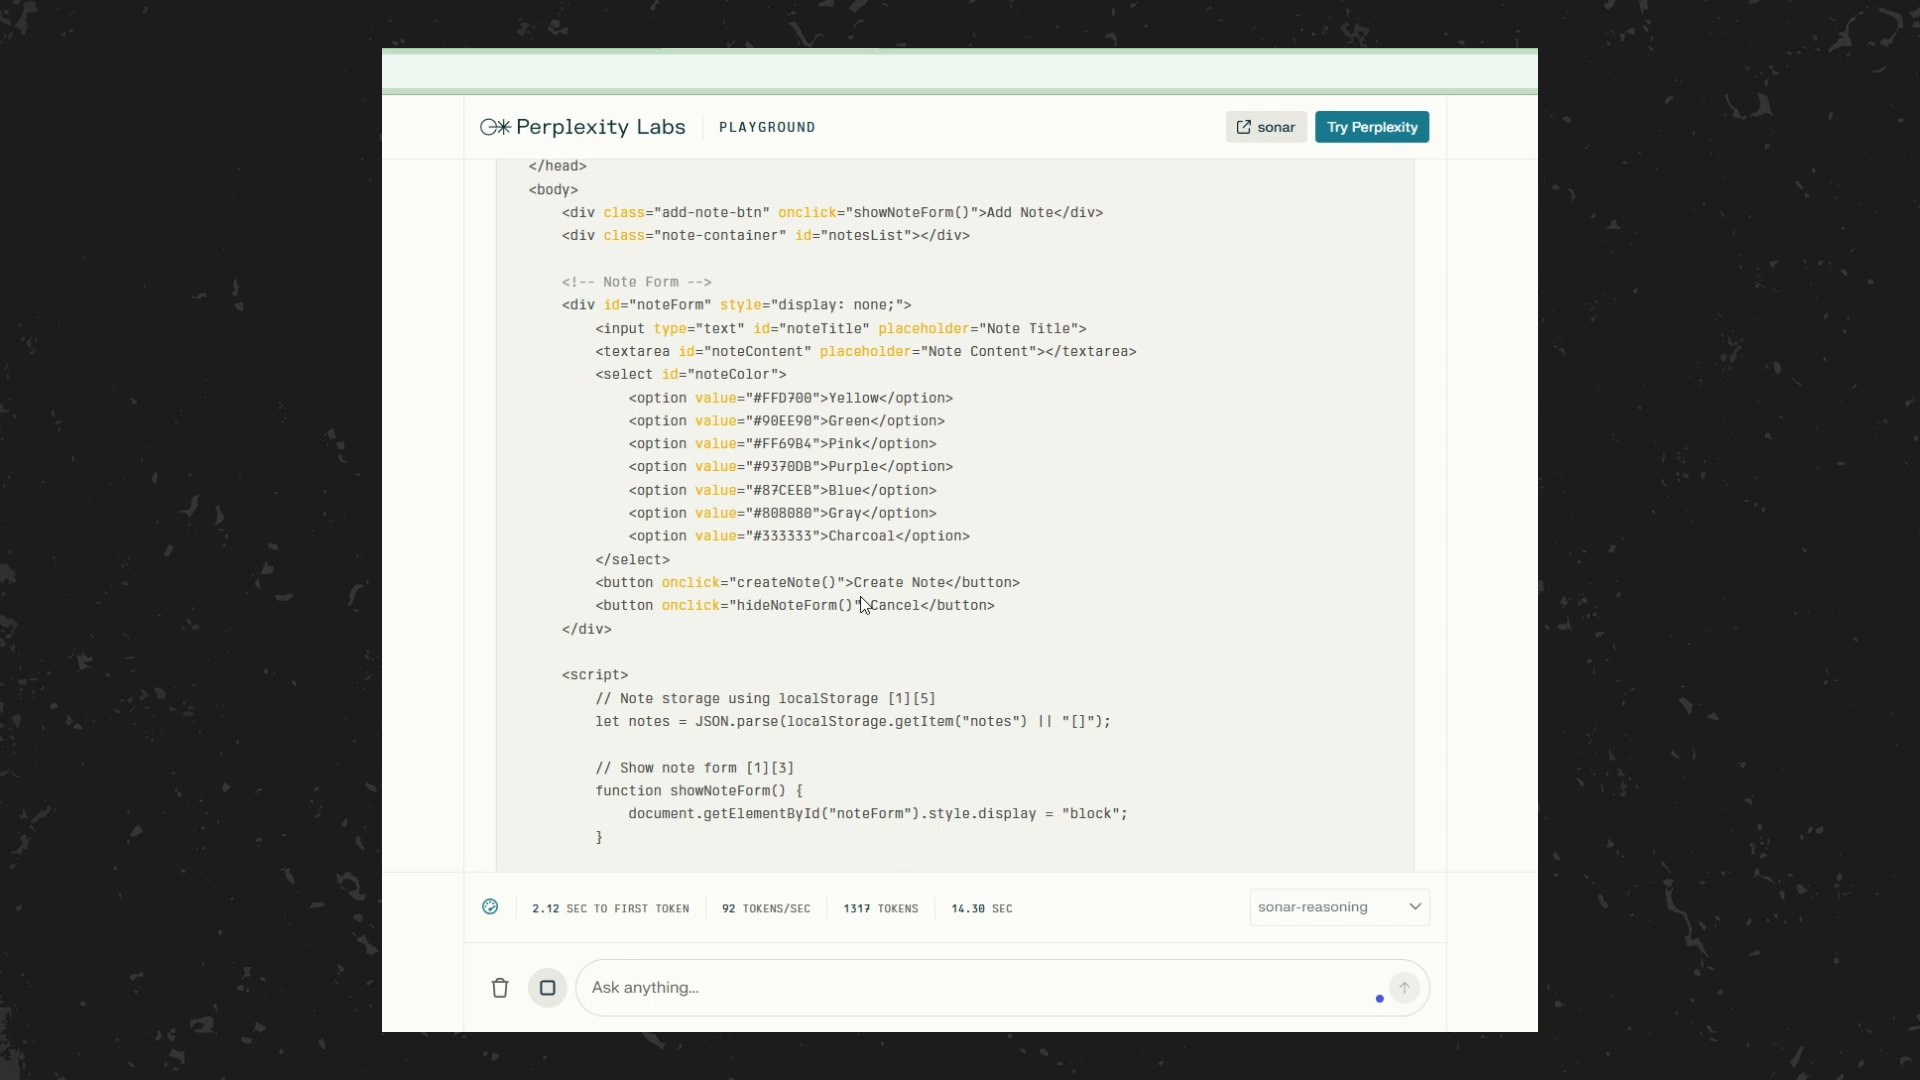 Perplexity Labs PLAYGROUND sonar Try Perplexity
</head>
<body>
<div class="add-note-btn" onclick="showNoteForm()">Add Note</div>
<div class="note-container" id="notesList"></div>
<!-- Note Form -->
<div id="noteForm" style="display: none;">
<input type="text" id="noteTitle" placeholder="Note Title">
<textarea id="noteContent" placeholder="Note Content"></textarea>
<select id="noteColor">
<option value="#FFD700">Yellow</option>
<option value="#90EE90">Green</option>
<option value="#FF69B4">Pink</option>
<option value="#9370DB">Purple</option>
<option value="#87CEEB">Blue</option>
<option value="#808080">Gray</option>
<option value="#333333">Charcoal</option>
</select>
<button onclick="createNote()">Create Note</button>
<button onclick="hideNoteForm()" Cancel</button>
</div>
<script>
// Note storage using localStorage [1][5]
let notes = JSON.parse(localStorage.getItem("notes") || "[]");
// Show note form [1][3]
function showNoteForm() {
document.getElementById("noteForm").style.display = "block";
}
2.12 SEC TO FIRST TOKEN 92 TOKENS/SEC 1317 TOKENS 14.30 SEC sonar-reasoning
Ask anything...